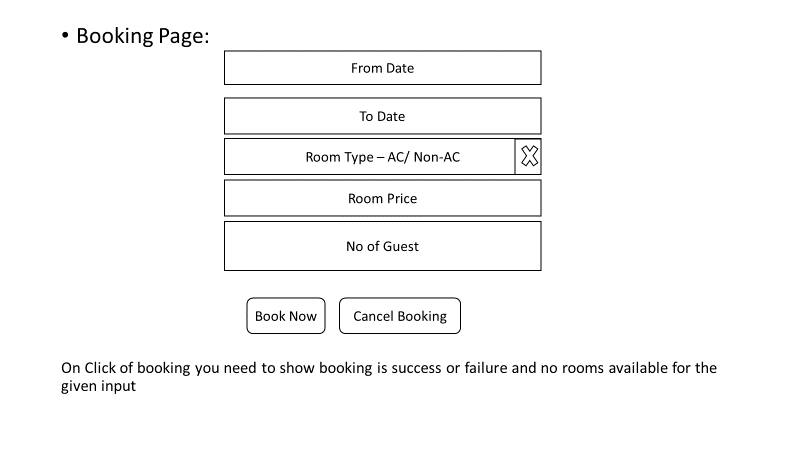 • Booking Page:
From Date
To Date
Room Type – AC/ Non-AC
Room Price
No of Guest
Book Now
Cancel Booking
On Click of booking you need to show booking is success or failure and no rooms available for the
given input